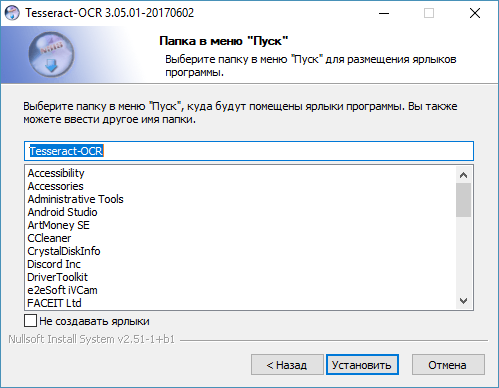 Tesseract-OCR 3.05.01-20170602
Папка в меню "Пуск"
Выберите папку в меню "Пуск" для размещения ярлыков
программы.
Выберите папку в меню "Пуск", куда будут помещены ярлыки программы. Вы также
можете ввести другое имя папки.
Tesseract-OCR
Accessibility
Accessories
Administrative Tools
Android Studio
ArtMoney SE
CCleaner
CrystalDiskInfo
Discord Inc
DriverToolkit
e2eSoft iVCam
FACEIT Ltd
Не создавать ярлыки
Nullsoft Install System v2.51-1+b1
< Назад Установить Отмена